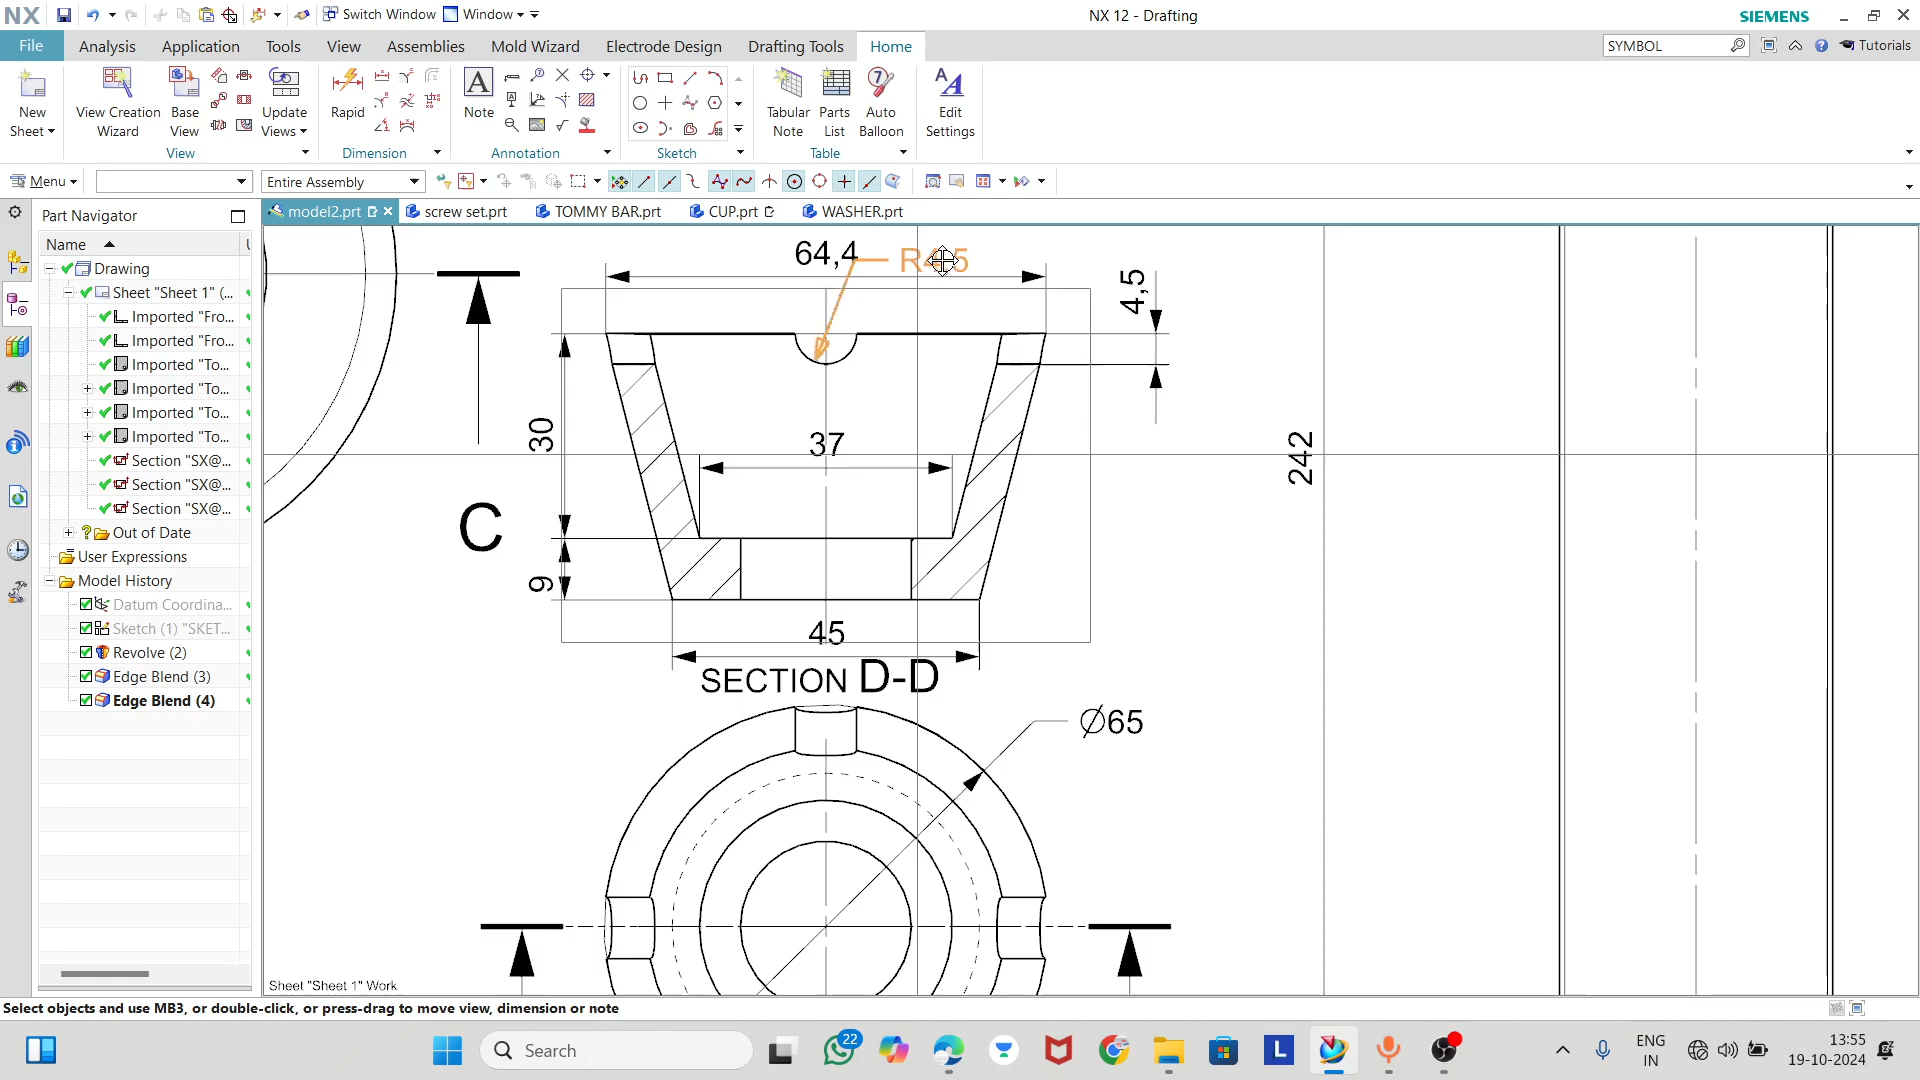 NX
Switch Window
Window
NX 12 - Drafting
SIEMENS
File
Analysis
Application
Tools
View
Assemblies
Mold Wizard
Electrode Design
Drafting Tools
Home
SYMBOL
Tutorials
New
Sheet
View Creation
Wizard
Base
View
Update
Views
Rapid
Note
Tabular
Note
Parts
List
Auto
Balloon
Edit
Settings
View
Dimension
Annotation
Sketch
Table
Menu
Entire Assembly
Part Navigator
model2.prt
screw set.prt
TOMMY BAR.prt
CUP.prt
WASHER.prt
Name
Drawing
Sheet "Sheet 1" (...
Imported "Fro...
Imported "Fro...
Imported "To...
Imported "To...
Imported "To...
Imported "To...
Section "SX@...
Section "SX@...
Section "SX@...
Out of Date
User Expressions
Model History
Datum Coordina...
Sketch (1) "SKET...
Revolve (2)
Edge Blend (3)
Edge Blend (4)
64,4
4,5
30
37
242
C
9
45
SECTION D-D
Ø65
Sheet "Sheet 1" Work
Select objects and use MB3, or double-click, or press-drag to move view, dimension or note
Search
22
ENG
IN
13:55
19-10-2024